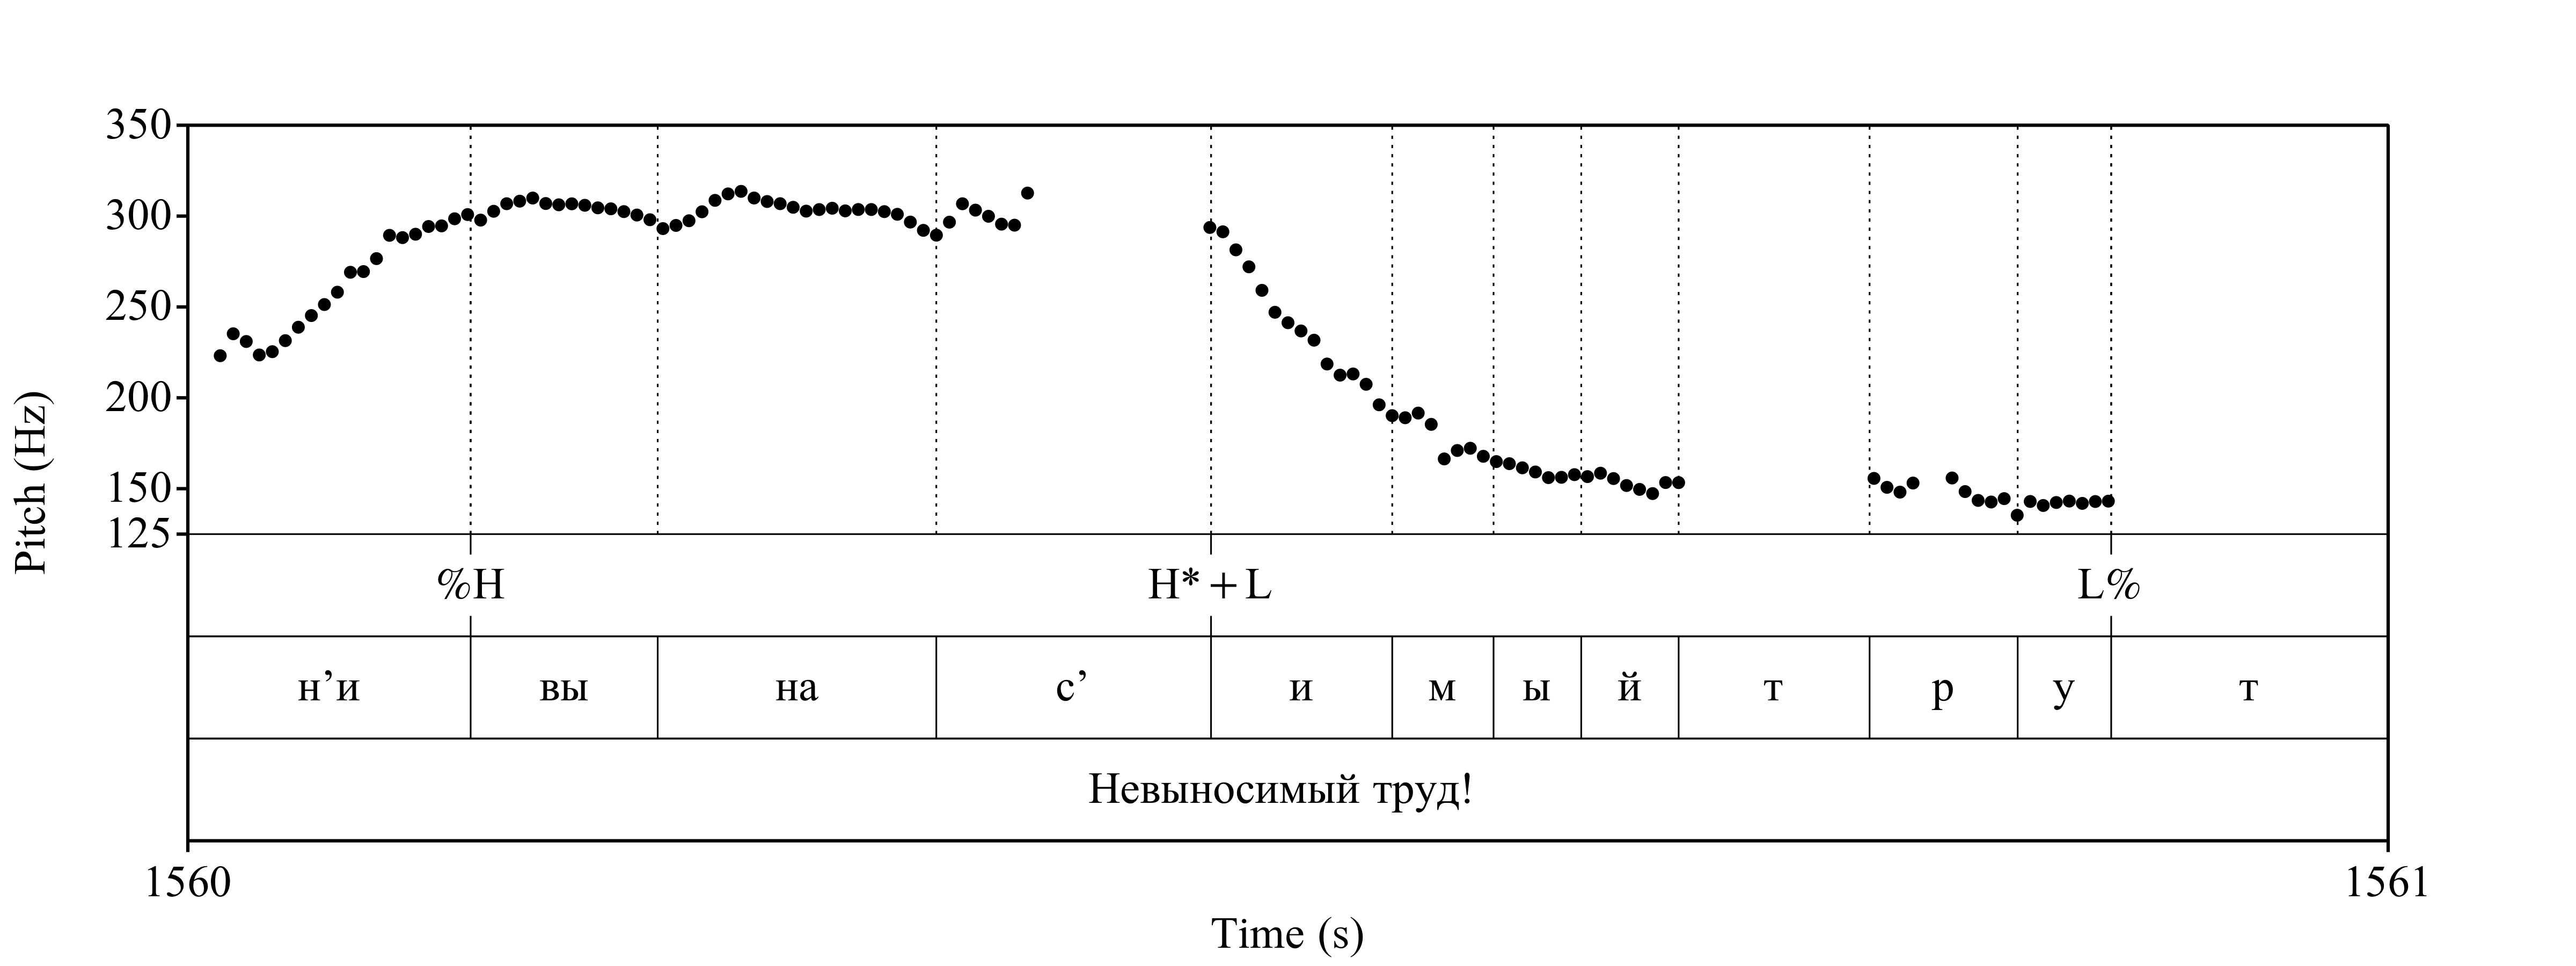 350
300
250
200
150
125
Pitch (Hz)
%H H*+L L%
н’и вы на с’ и м ы й т р у т
Невыносимый труд!
1560 1561
Time (s)